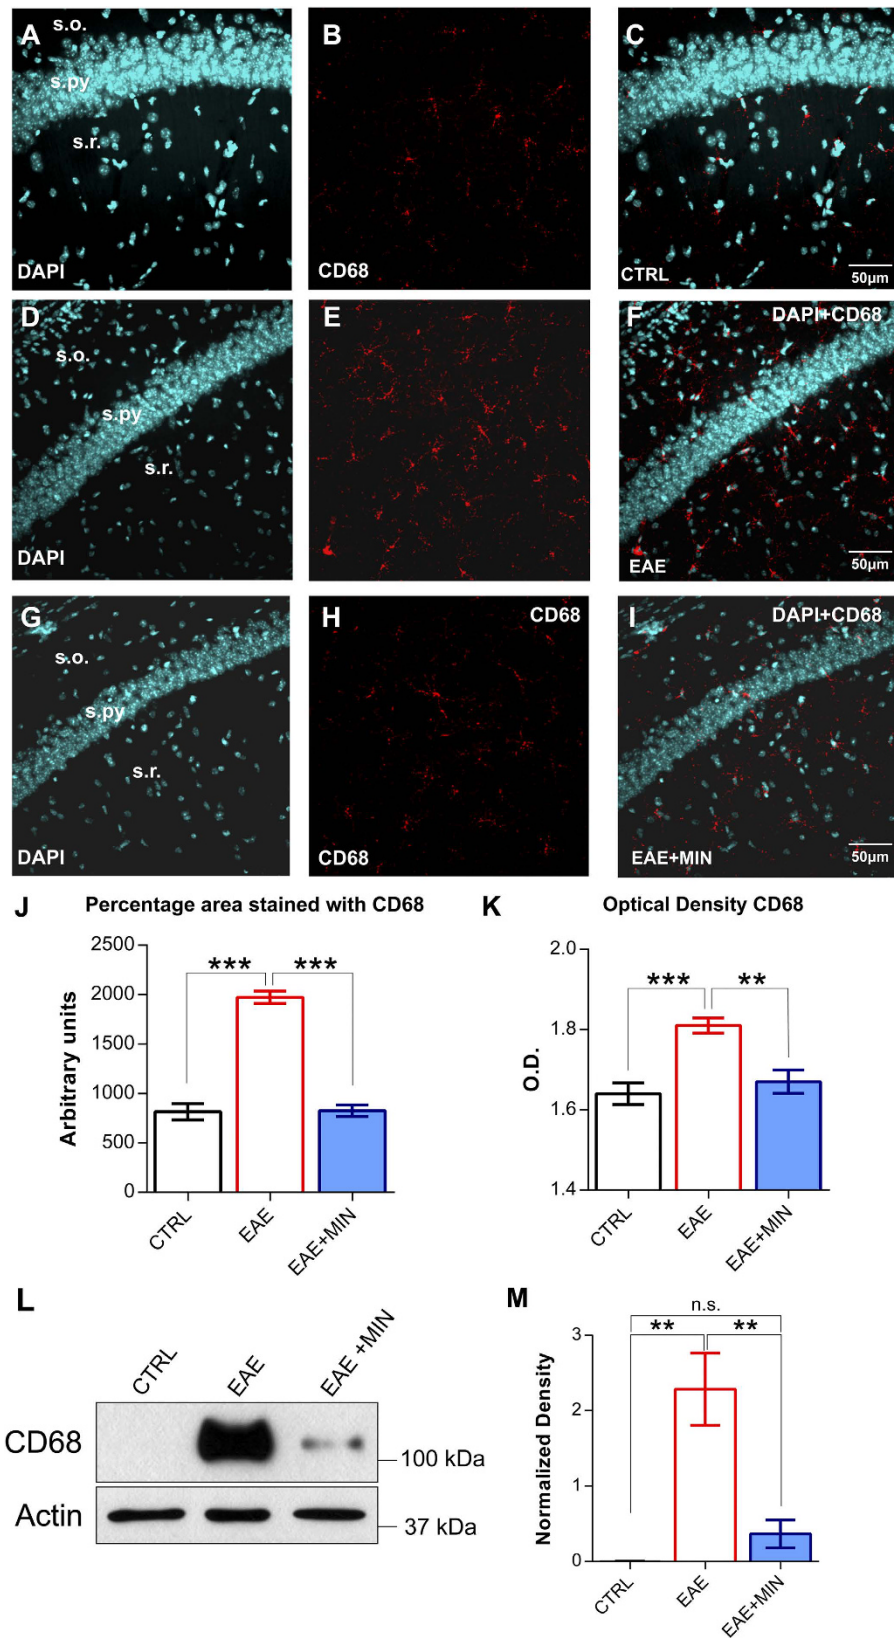 A
s.o.
s.py
s.r.
DAPI
B
CD68
C
CTRL
50µm
D
s.o.
s.py
s.r.
DAPI
E
F
DAPI+CD68
EAE
50µm
G
s.o.
s.py
s.r.
DAPI
H
CD68
CD68
I
DAPI+CD68
EAE+MIN
50µm
J
Percentage area stained with CD68
Arbitrary units
2500
2000
1500
1000
500
0
***
***
CTRL
EAE
EAE+MIN
K
Optical Density CD68
O.D.
2.0
1.8
1.6
1.4
***
**
CTRL
EAE
EAE+MIN
L
CTRL
EAE
EAE +MIN
CD68
100 kDa
Actin
37 kDa
M
Normalized Density
3
2
1
0
n.s.
**
**
CTRL
EAE
EAE+MIN